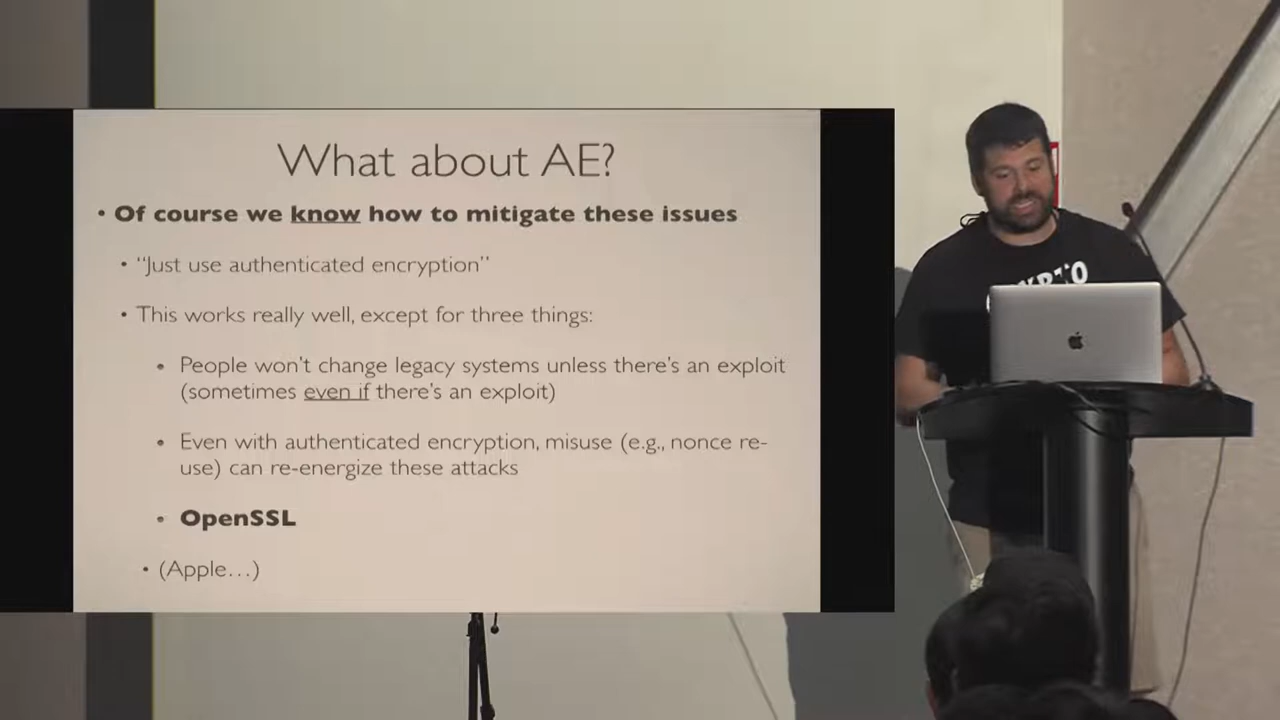 What about AE?
• Of course we know how to mitigate these issues
• “Just use authenticated encryption”
• This works really well, except for three things:
• People won’t change legacy systems unless there’s an exploit
(sometimes even if there’s an exploit)
• Even with authenticated encryption, misuse (e.g., nonce re-
use) can re-energize these attacks
• OpenSSL
• (Apple…)